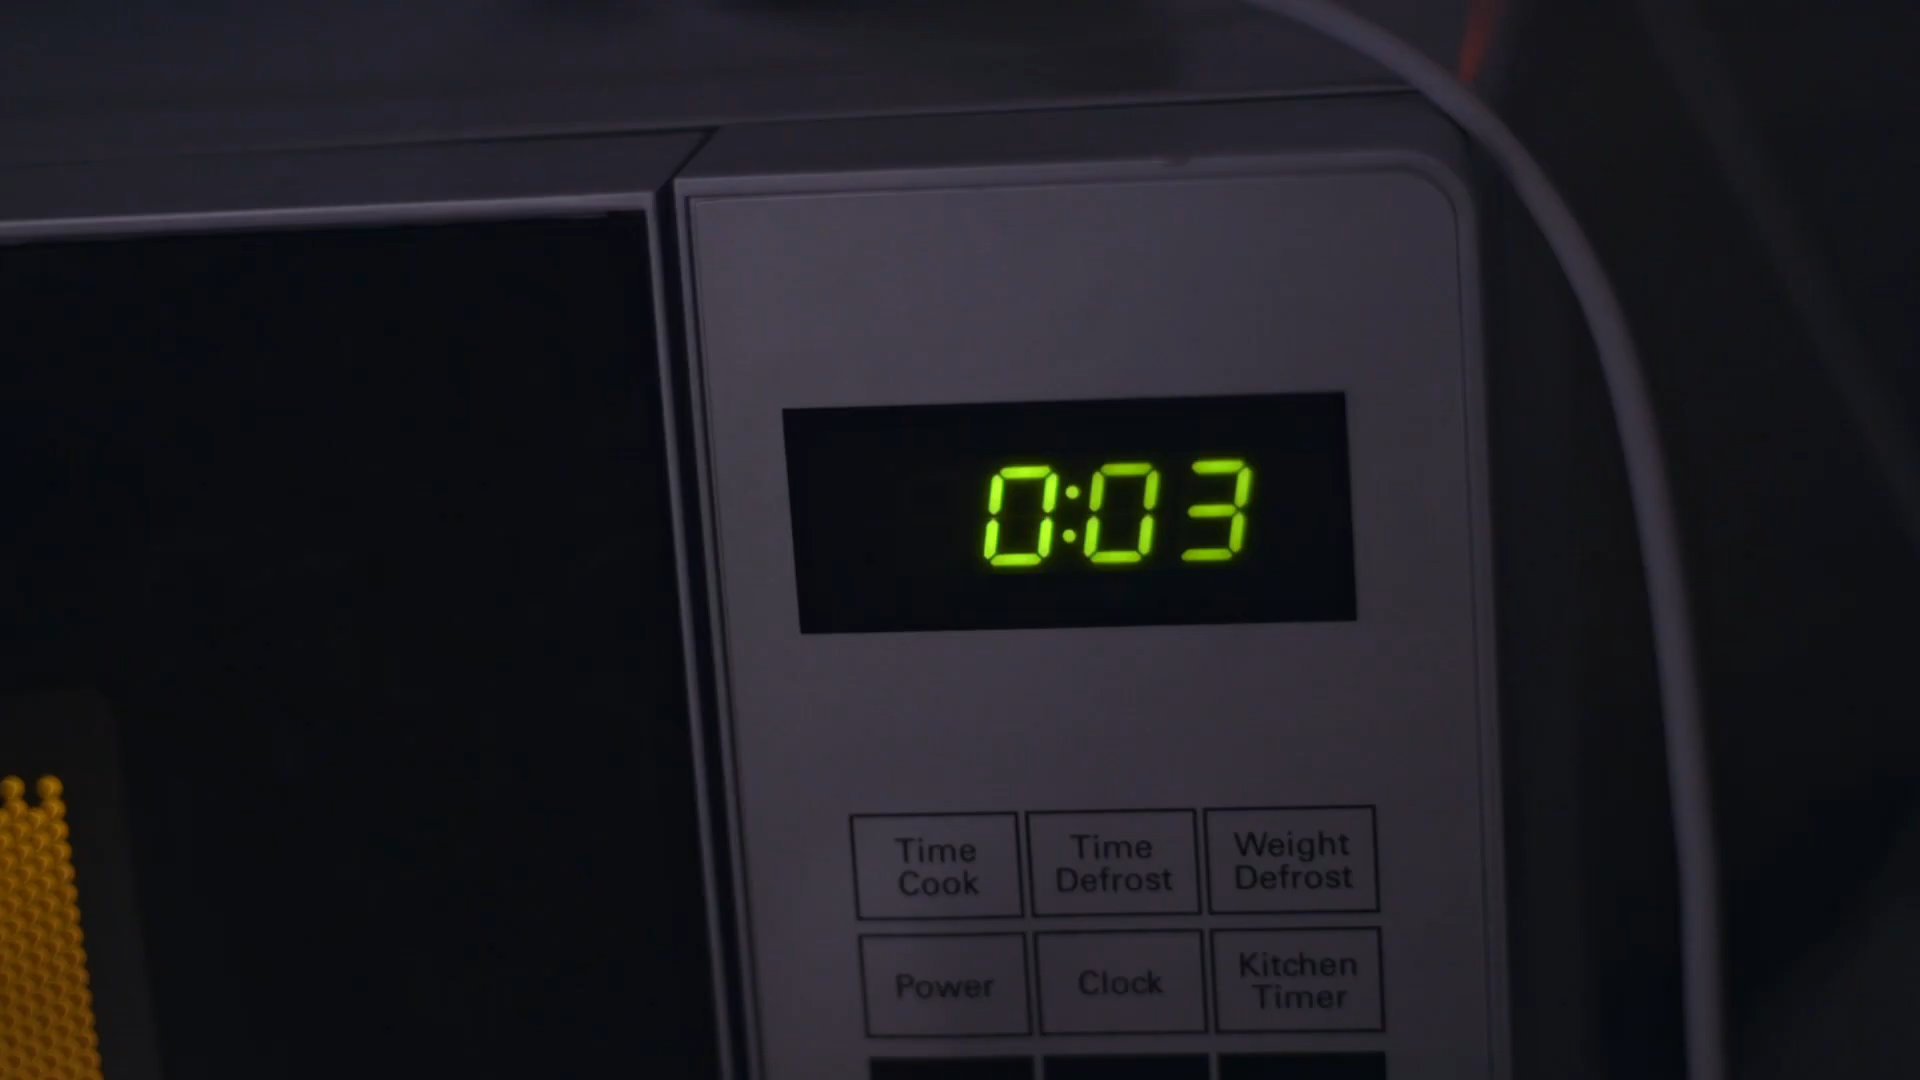 0:03
Time
Cook
Time
Defrost
Weight
Defrost
Power
Clock
Kitchen
Timer